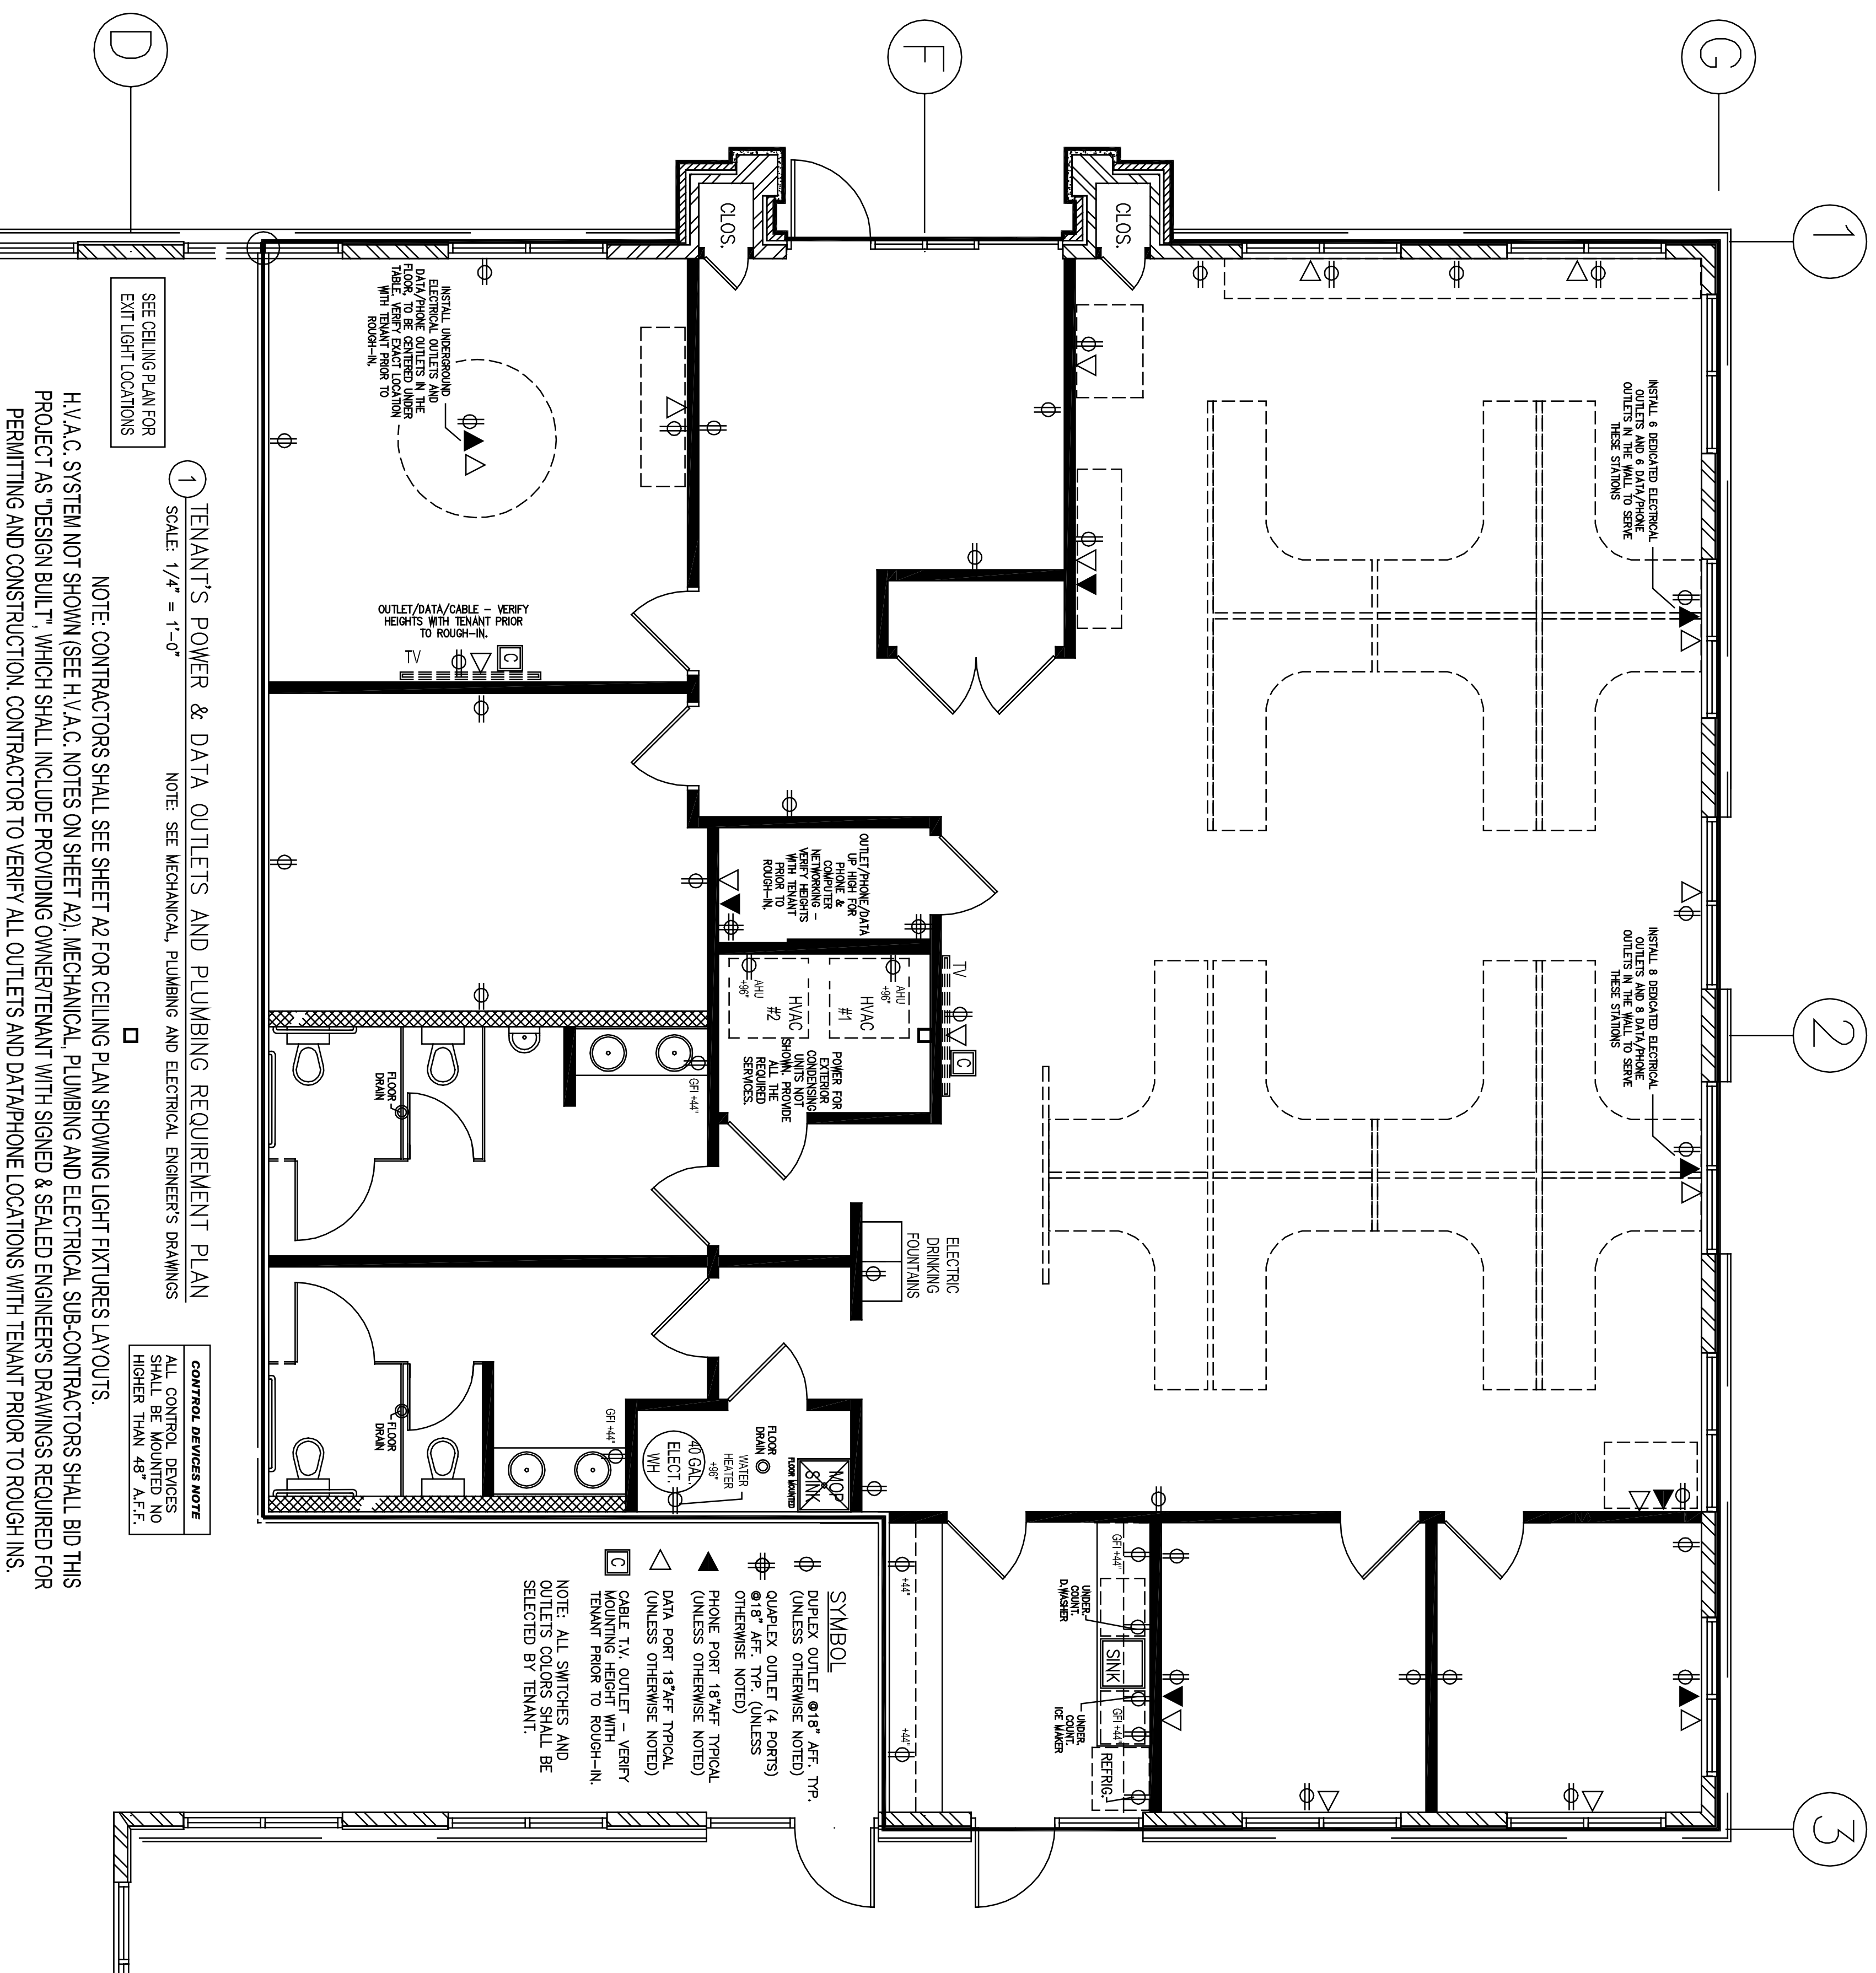 1
2
3
G
F
D
INSTALL 6 DEDICATED ELECTRICAL
OUTLETS AND 6 DATA/PHONE
OUTLETS IN THE WALL TO SERVE
THESE STATIONS
INSTALL 8 DEDICATED ELECTRICAL
OUTLETS AND 8 DATA/PHONE
OUTLETS IN THE WALL TO SERVE
THESE STATIONS
CLOS.
CLOS.
TV
C
UNDER.
COUNT.
D.WASHER
GFI +44"
SINK
GFI +44"
UNDER.
COUNT.
ICE MAKER
REFRIG.
+44"
+44"
ELECTRIC
DRINKING
FOUNTAINS
OUTLET/PHONE/DATA
UP HIGH FOR
PHONE &
COMPUTER
NETWORKING –
VERIFY HEIGHTS
WITH TENANT
PRIOR TO
ROUGH-IN.
AHU
+96"
HVAC
#1
AHU
+96"
HVAC
#2
POWER FOR
EXTERIOR
CONDENSING
UNITS NOT
SHOWN. PROVIDE
ALL THE
REQUIRED
SERVICES.
MOP
SINK
FLOOR MOUNTED
FLOOR
DRAIN
WATER
HEATER
+96"
40 GAL.
ELECT.
WH
GFI +44"
GFI +44"
FLOOR
DRAIN
FLOOR
DRAIN
INSTALL UNDERGROUND
ELECTRICAL OUTLETS AND
DATA/PHONE OUTLETS IN THE
FLOOR, TO BE CENTERED UNDER
TABLE. VERIFY EXACT LOCATION
WITH TENANT PRIOR TO
ROUGH-IN.
OUTLET/DATA/CABLE – VERIFY
HEIGHTS WITH TENANT PRIOR
TO ROUGH-IN.
TV
C
SYMBOL
DUPLEX OUTLET @18" AFF. TYP.
(UNLESS OTHERWISE NOTED)
QUAPLEX OUTLET (4 PORTS)
@18" AFF. TYP. (UNLESS
OTHERWISE NOTED)
PHONE PORT 18"AFF TYPICAL
(UNLESS OTHERWISE NOTED)
DATA PORT 18"AFF TYPICAL
(UNLESS OTHERWISE NOTED)
C
CABLE T.V. OUTLET – VERIFY
MOUNTING HEIGHT WITH
TENANT PRIOR TO ROUGH-IN.
NOTE: ALL SWITCHES AND
OUTLETS COLORS SHALL BE
SELECTED BY TENANT.
1
TENANT'S POWER & DATA OUTLETS AND PLUMBING REQUIREMENT PLAN
SCALE: 1/4" = 1'-0"
NOTE: SEE MECHANICAL, PLUMBING AND ELECTRICAL ENGINEER'S DRAWINGS
SEE CEILING PLAN FOR
EXIT LIGHT LOCATIONS
CONTROL DEVICES NOTE
ALL CONTROL DEVICES
SHALL BE MOUNTED NO
HIGHER THAN 48" A.F.F.
NOTE: CONTRACTORS SHALL SEE SHEET A2 FOR CEILING PLAN SHOWING LIGHT FIXTURES LAYOUTS.
H.V.A.C. SYSTEM NOT SHOWN (SEE H.V.A.C. NOTES ON SHEET A2). MECHANICAL, PLUMBING AND ELECTRICAL SUB-CONTRACTORS SHALL BID THIS
PROJECT AS "DESIGN BUILT", WHICH SHALL INCLUDE PROVIDING OWNER/TENANT WITH SIGNED & SEALED ENGINEER'S DRAWINGS REQUIRED FOR
PERMITTING AND CONSTRUCTION. CONTRACTOR TO VERIFY ALL OUTLETS AND DATA/PHONE LOCATIONS WITH TENANT PRIOR TO ROUGH INS.